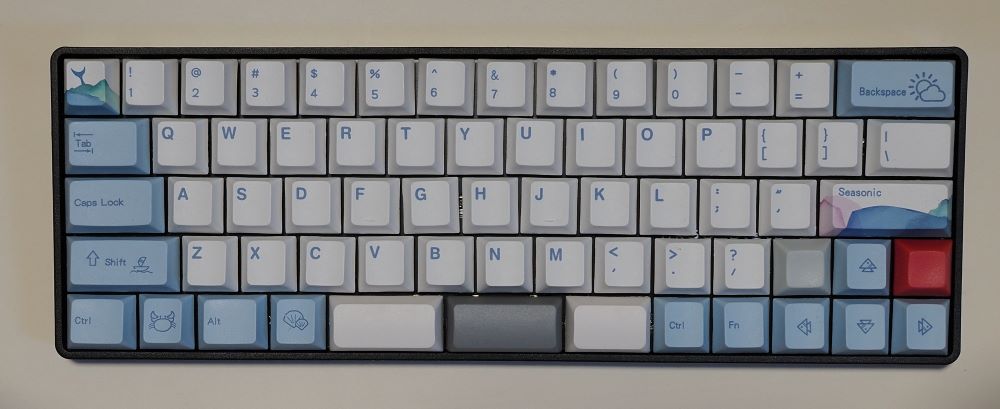 ! @ # $ % ^ & * ( ) - +
1 2 3 4 5 6 7 8 9 0 - = Backspace
Tab Q W E R T Y U I O P { } |
[ ] \
Caps Lock A S D F G H J K L : " Seasonic
; ,
Shift Z X C V B N M < > ?
, . /
Ctrl Alt Ctrl Fn